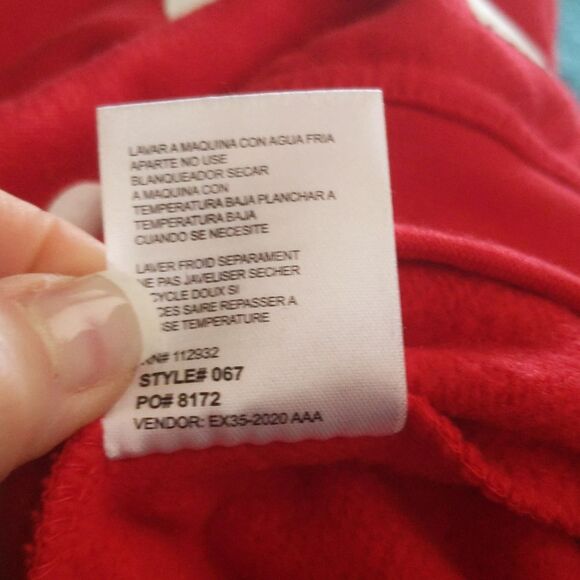 LAVAR A MAQUINA CON AGUA FRIA
APARTE NO USE
BLANQUEADOR SECAR
A MAQUINA CON
TEMPERATURA BAJA PLANCHAR A
TEMPERATURA BAJA
CUANDO SE NECESITE
LAVER FROID SEPARAMENT
NE PAS JAVELISER SECHER
CYCLE DOUX SI
SAIRE REPASSER A
TEMPERATURE
RN# 112932
STYLE# 067
PO# 8172
VENDOR: EX35-2020 AAA